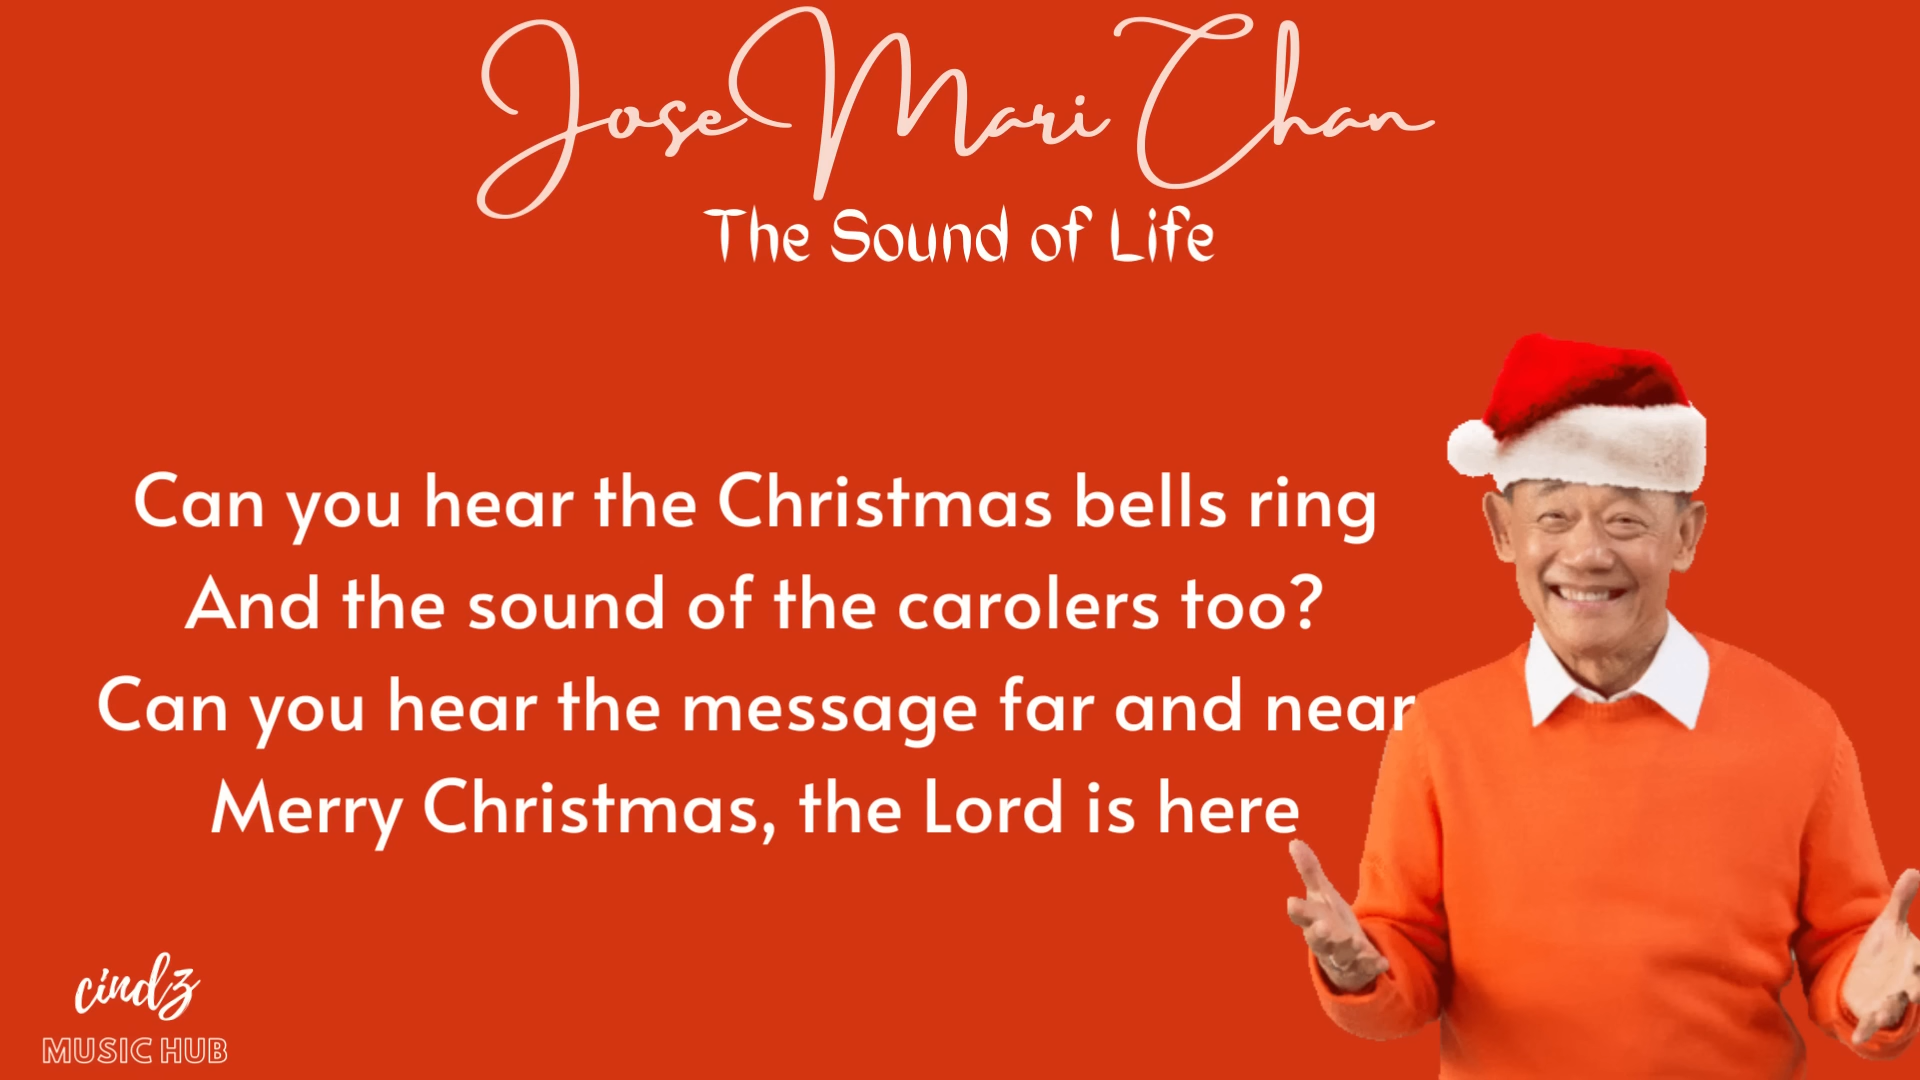 Jose Mari Chan
The Sound of Life
Can you hear the Christmas bells ring
And the sound of the carolers too?
Can you hear the message far and near
Merry Christmas, the Lord is here
cindz
MUSIC HUB